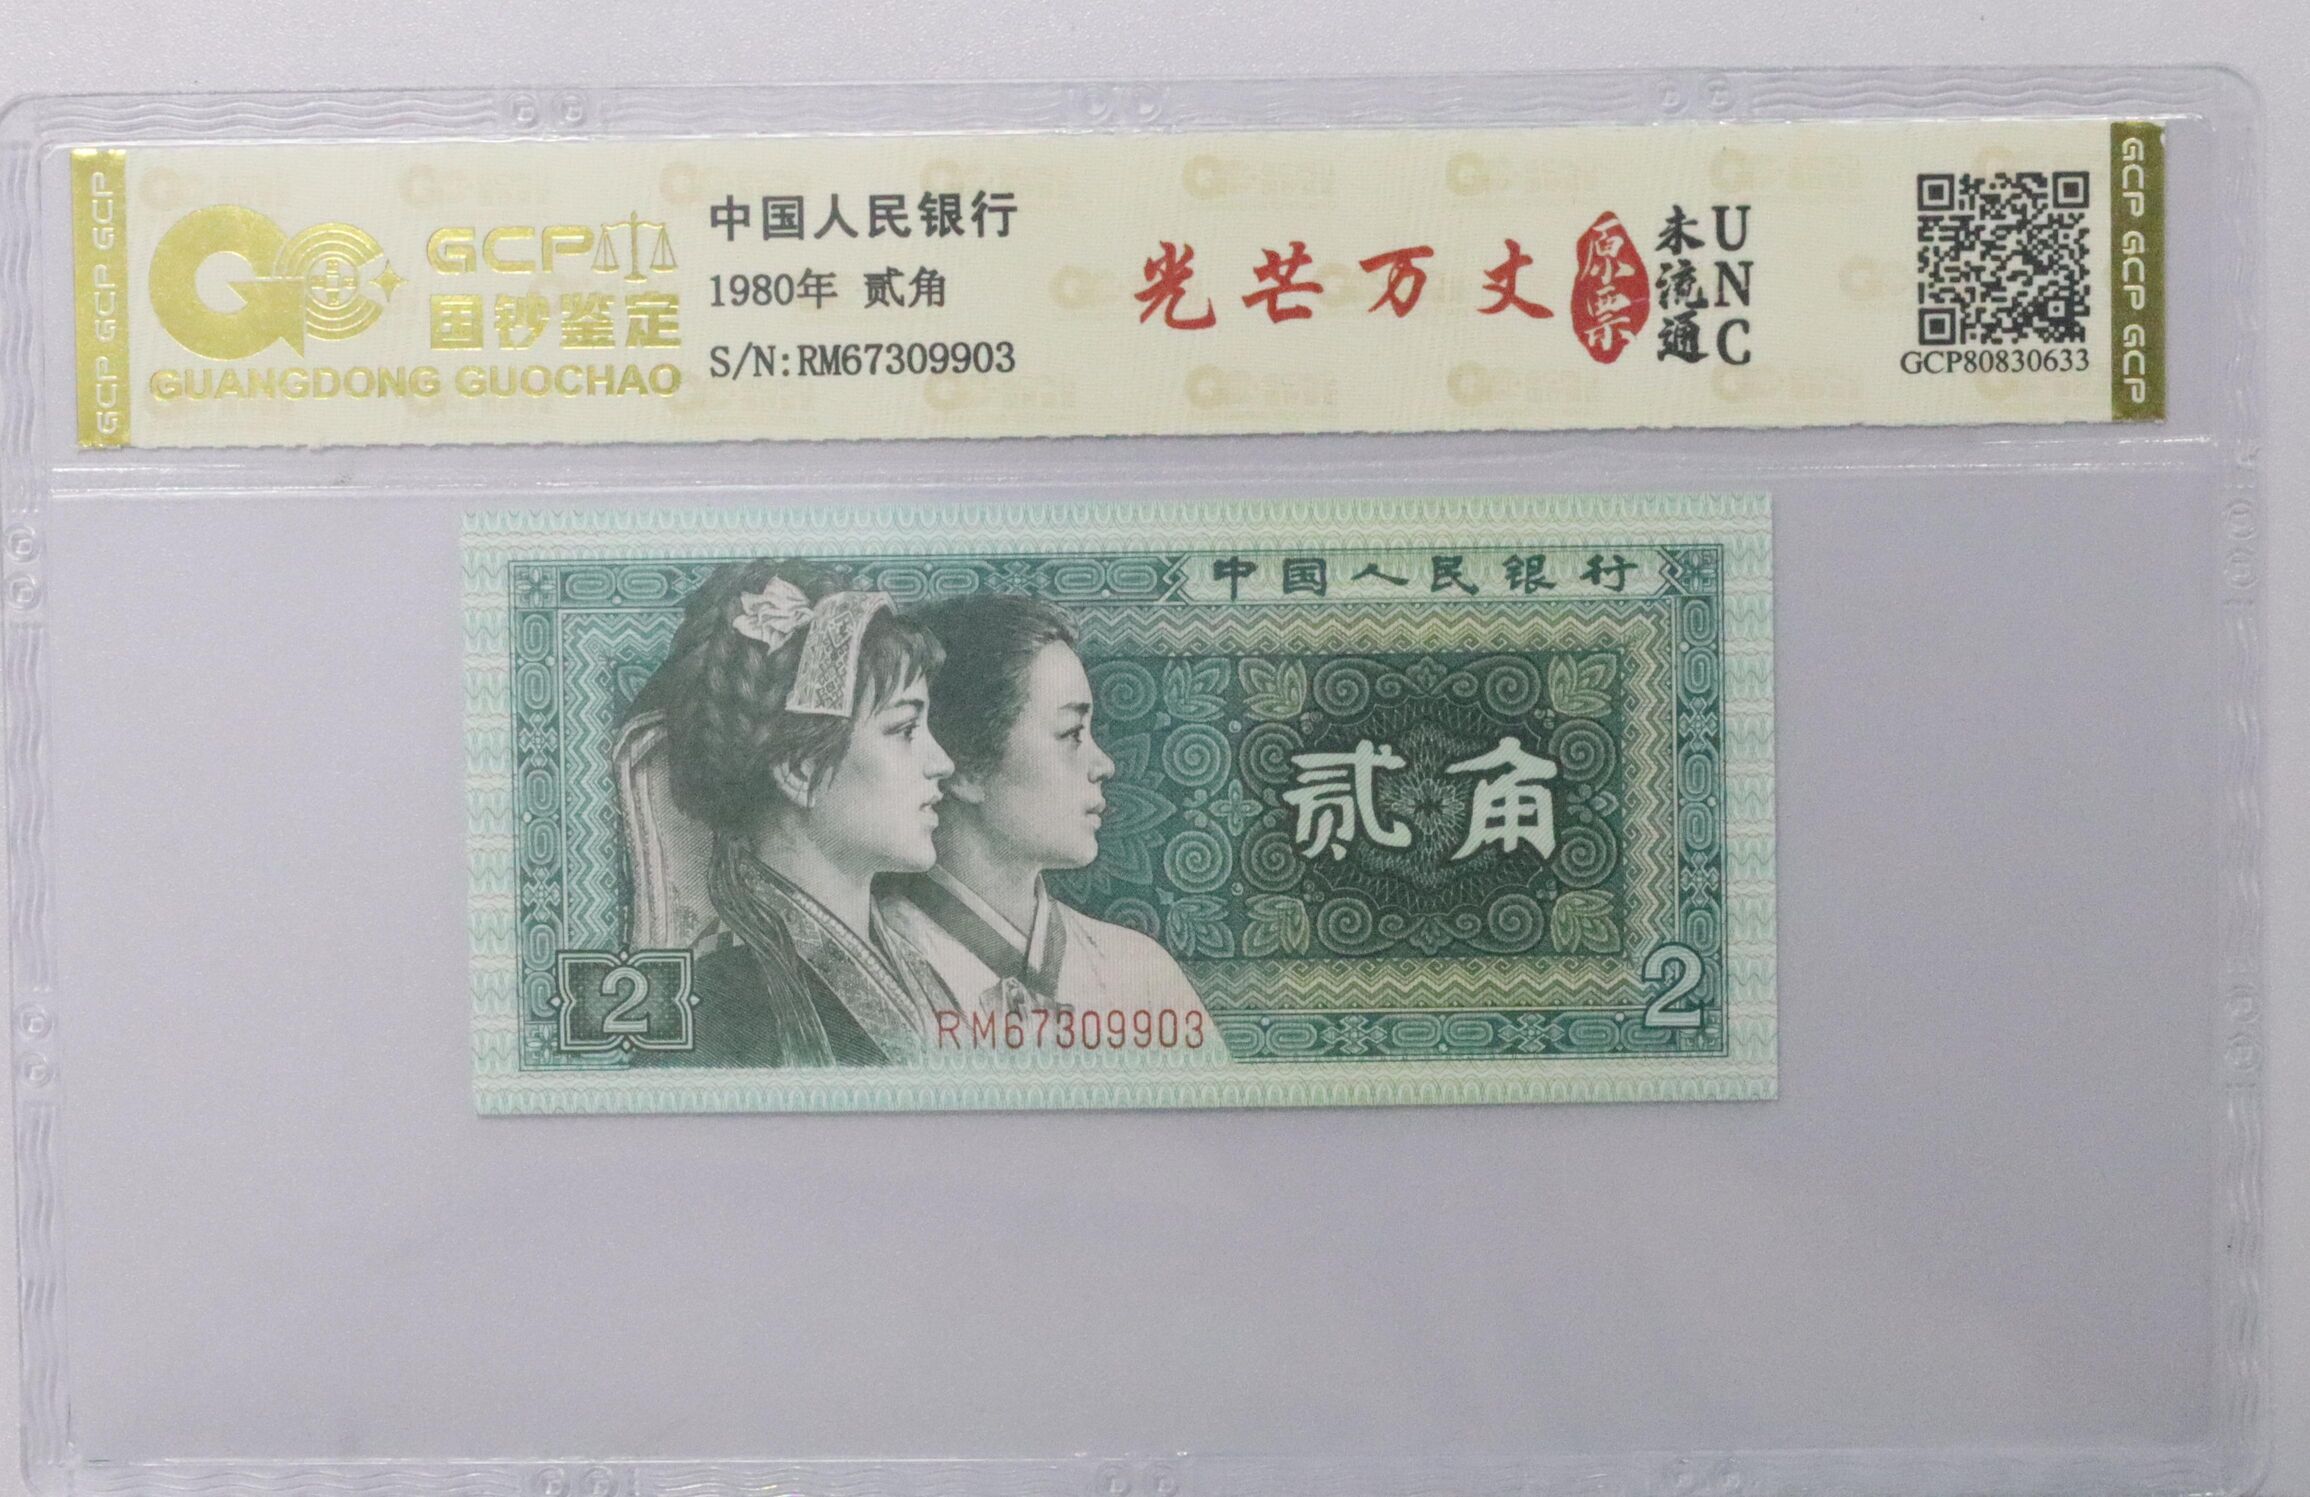 GCP GCP GCP
GCP
国钞鉴定
GUANGDONG GUOCHAO
中国人民银行
1980年 贰角
S/N:RM67309903
光芒万丈
原票
未流通
UNC
GCP80830633
GCP GCP GCP
中国人民银行
贰角
2
2
RM67309903